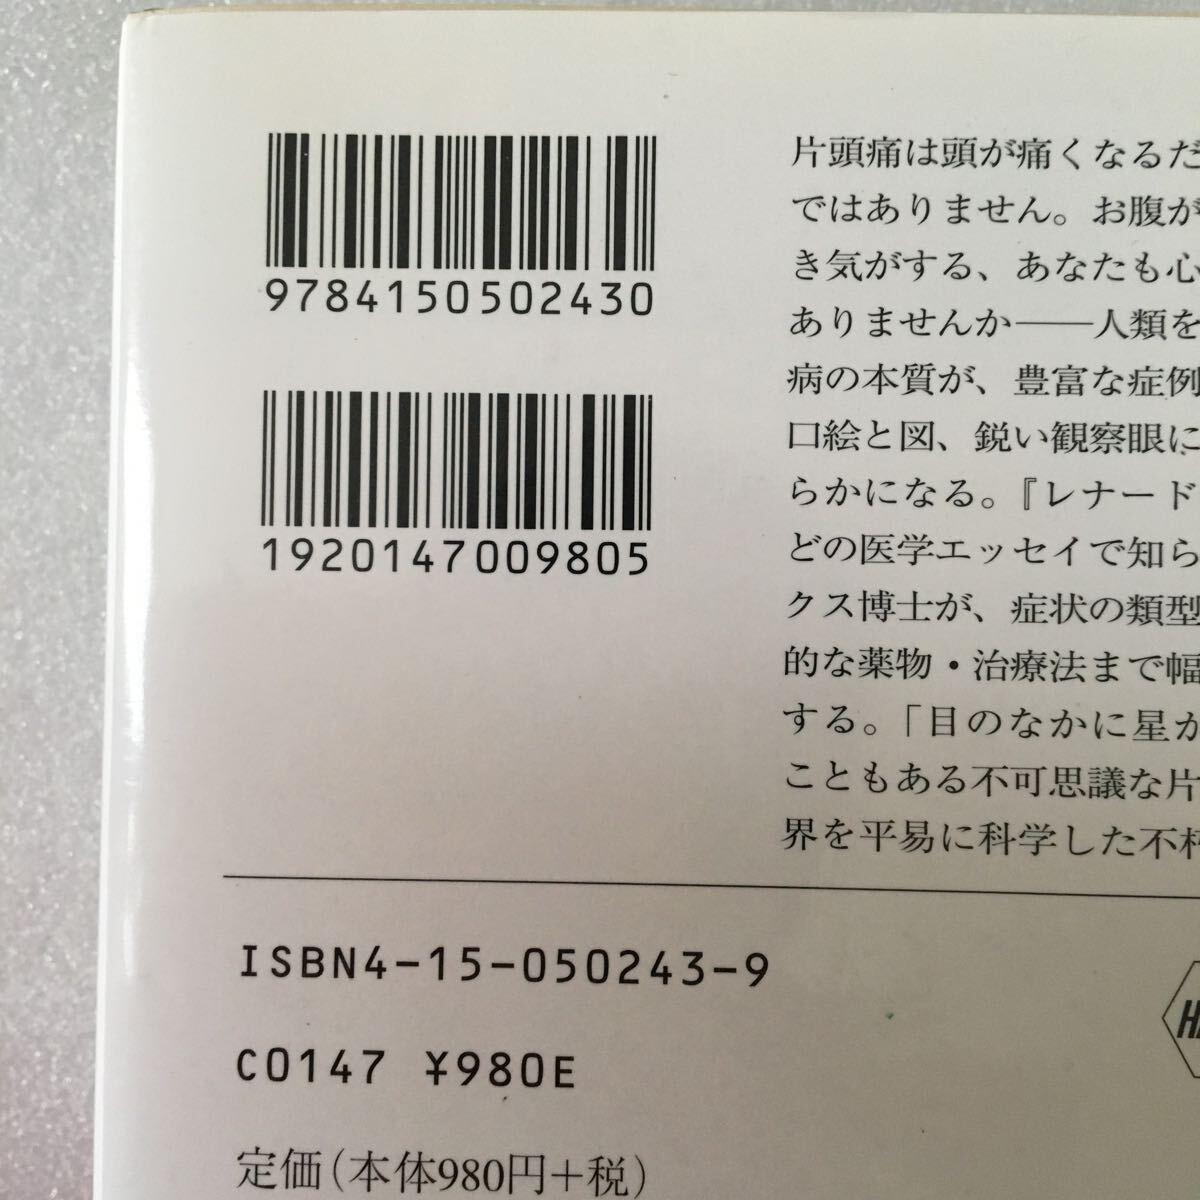 9784150502430
1920147009805
片頭痛は頭が痛くなるだ
ではありません。お腹が
き気がする、あなたも心
ありませんか──人類を
病の本質が、豊富な症例
口絵と図、鋭い観察眼に
らかになる。『レナード
どの医学エッセイで知ら
クス博士が、症状の類型
的な薬物・治療法まで幅
する。「目のなかに星が
こともある不可思議な片
界を平易に科学した不朽
ISBN4-15-050243-9
C0147 ¥980E
定価(本体980円+税)